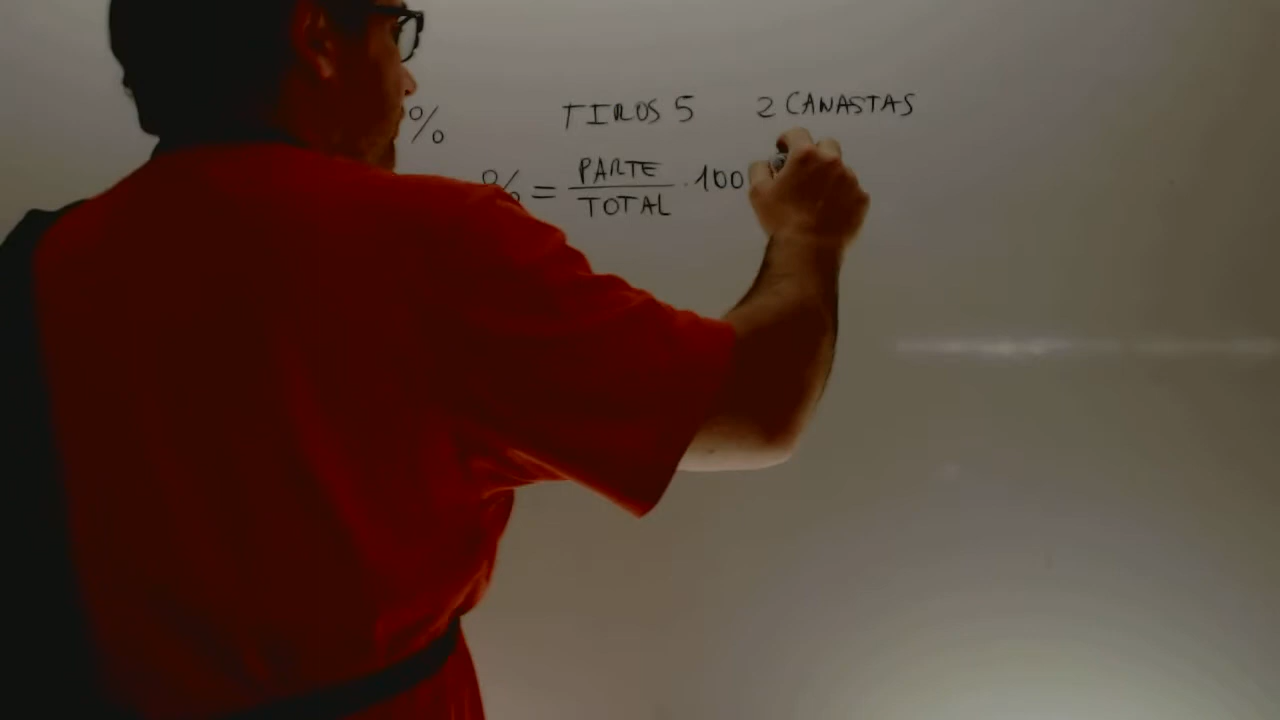 % TIROS 5 2 CANASTAS
% = PARTE / TOTAL · 100